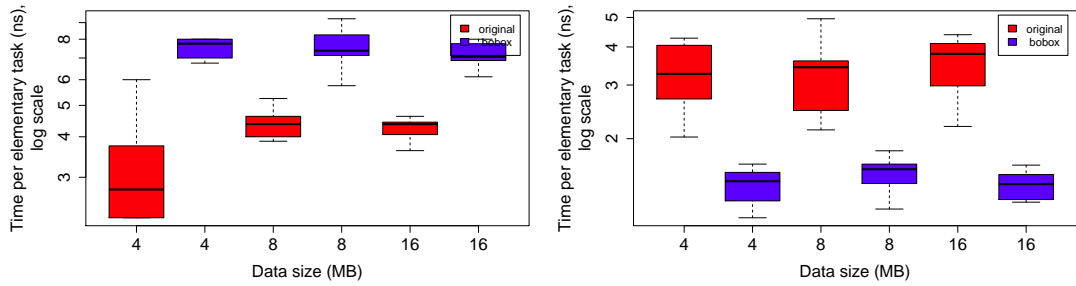 Time per elementary task (ns),
log scale
8
6
4
3
original
bobox
4
4
8
8
16
16
Data size (MB)
Time per elementary task (ns),
log scale
5
4
3
2
original
bobox
4
4
8
8
16
16
Data size (MB)